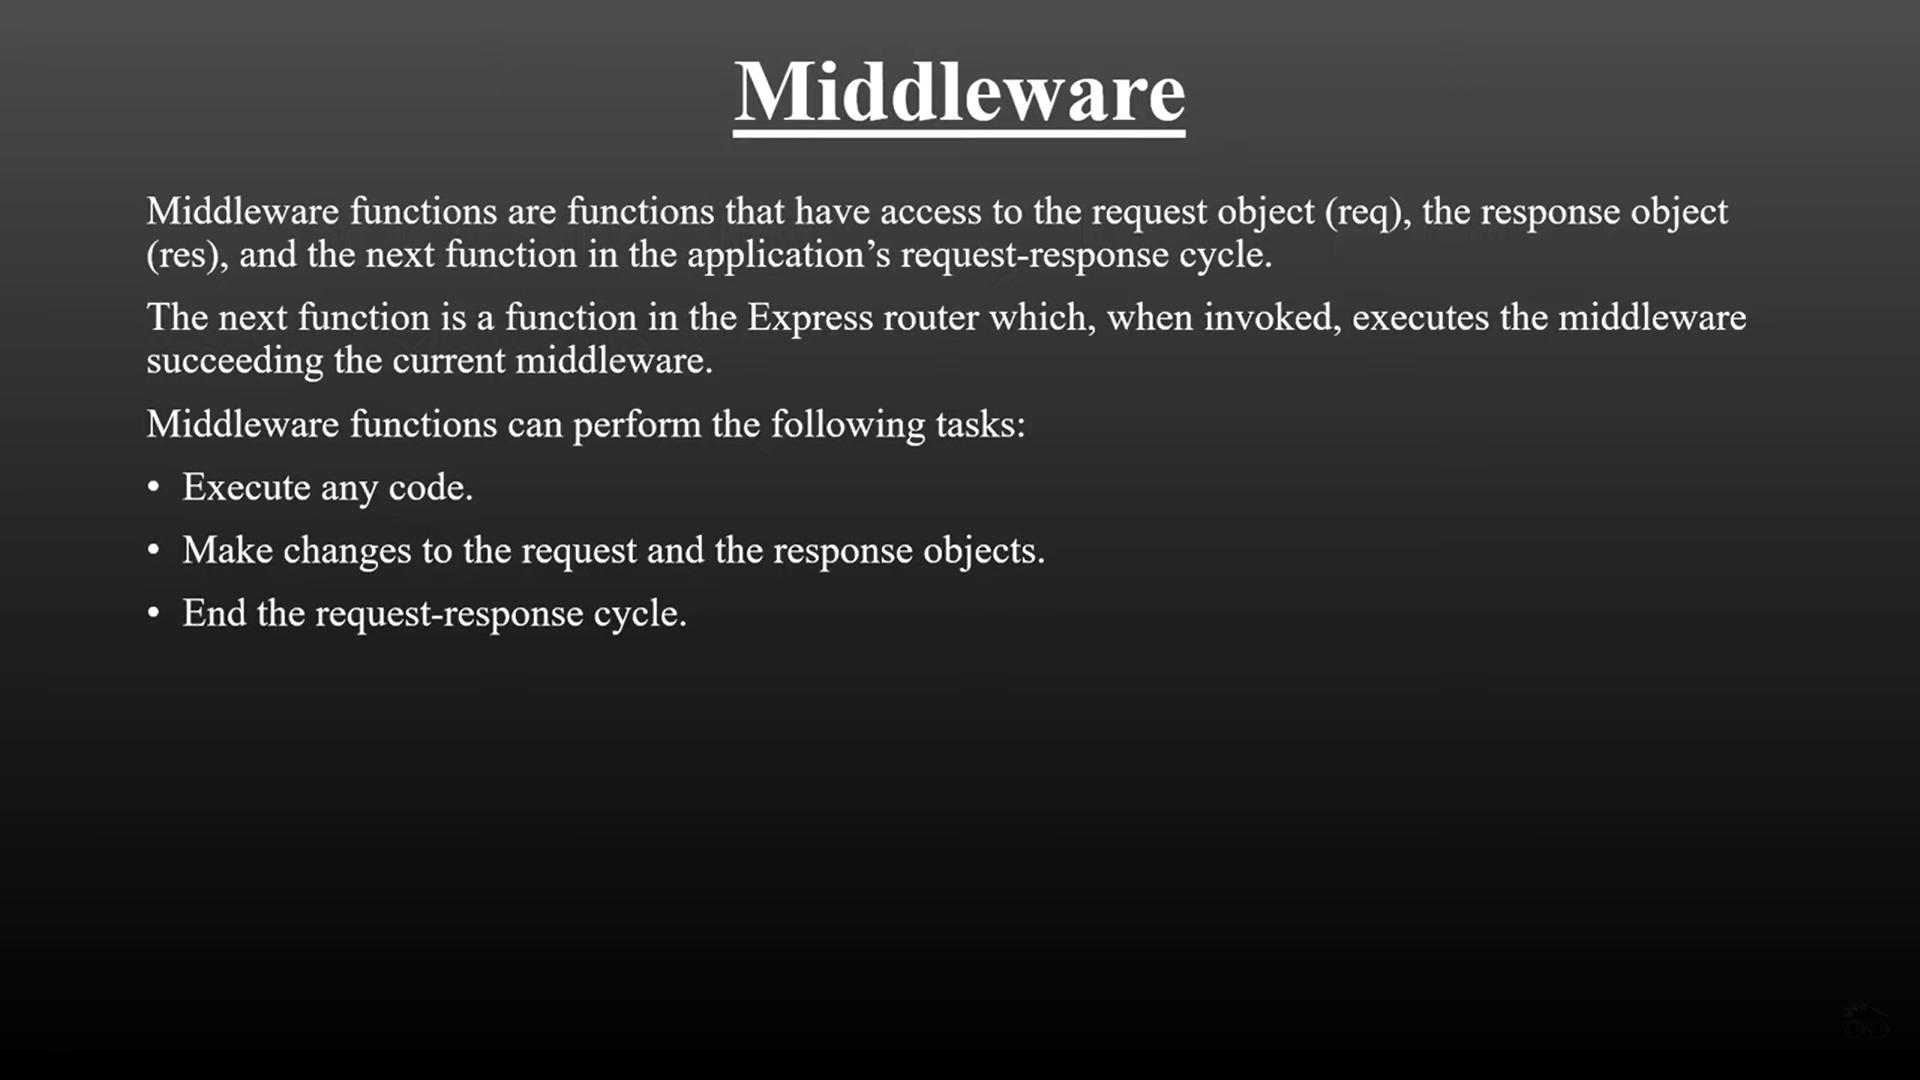 Middleware
Middleware functions are functions that have access to the request object (req), the response object
(res), and the next function in the application’s request-response cycle.
The next function is a function in the Express router which, when invoked, executes the middleware
succeeding the current middleware.
Middleware functions can perform the following tasks:
• Execute any code.
• Make changes to the request and the response objects.
• End the request-response cycle.